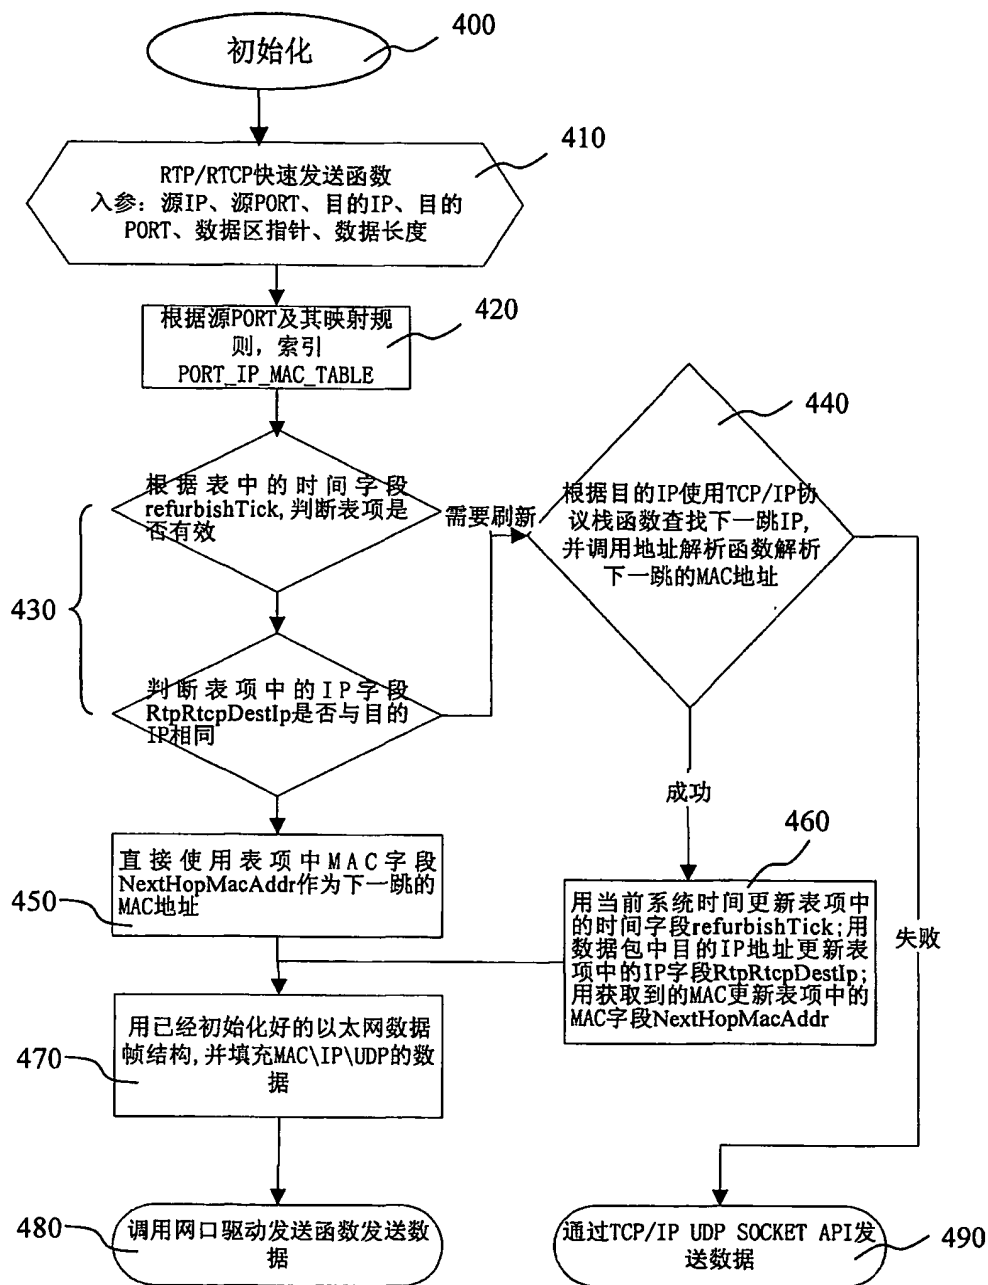 初始化
400
410
RTP/RTCP快速发送函数
入参：源IP、源PORT、目的IP、目的
PORT、数据区指针、数据长度
420
根据源PORT及其映射规
则，索引
PORT_IP_MAC_TABLE
430
根据表中的时间字段
refurbishTick,判断表项是
否有效
需要刷新
判断表项中的IP字段
RtpRtcpDestIp是否与目的
IP相同
440
根据目的IP使用TCP/IP协
议栈函数查找下一跳IP,
并调用地址解析函数解析
下一跳的MAC地址
成功
失败
450
直接使用表项中MAC字段
NextHopMacAddr作为下一跳的
MAC地址
460
用当前系统时间更新表项中
的时间字段refurbishTick;用
数据包中目的IP地址更新表
项中的IP字段RtpRtcpDestIp;
用获取到的MAC更新表项中的
MAC字段NextHopMacAddr
470
用已经初始化好的以太网数据
帧结构,并填充MAC\IP\UDP的数
据
480
调用网口驱动发送函数发送数
据
490
通过TCP/IP UDP SOCKET API发
送数据